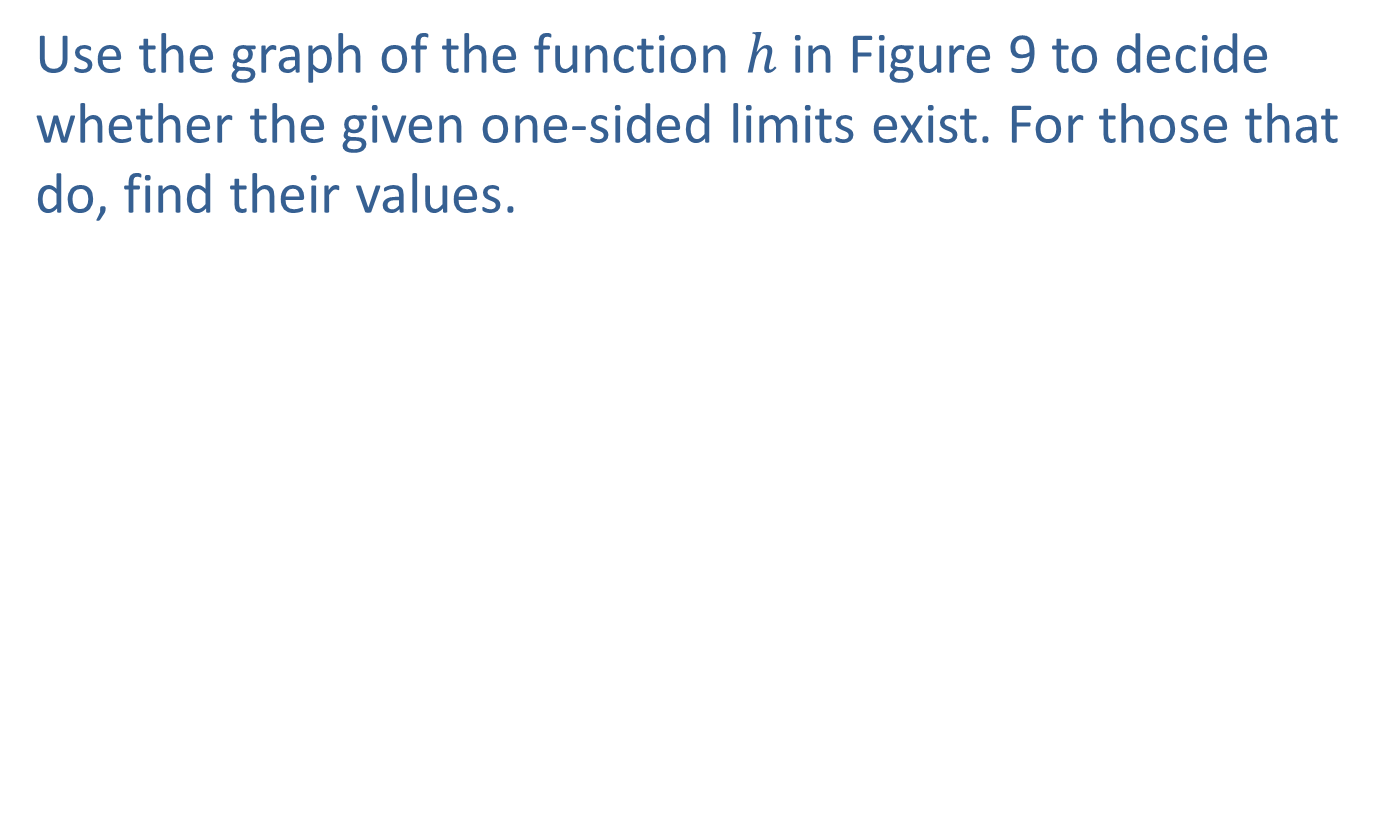 Use the graph of the function h in Figure 9 to decide
whether the given one-sided limits exist. For those that
do, find their values.